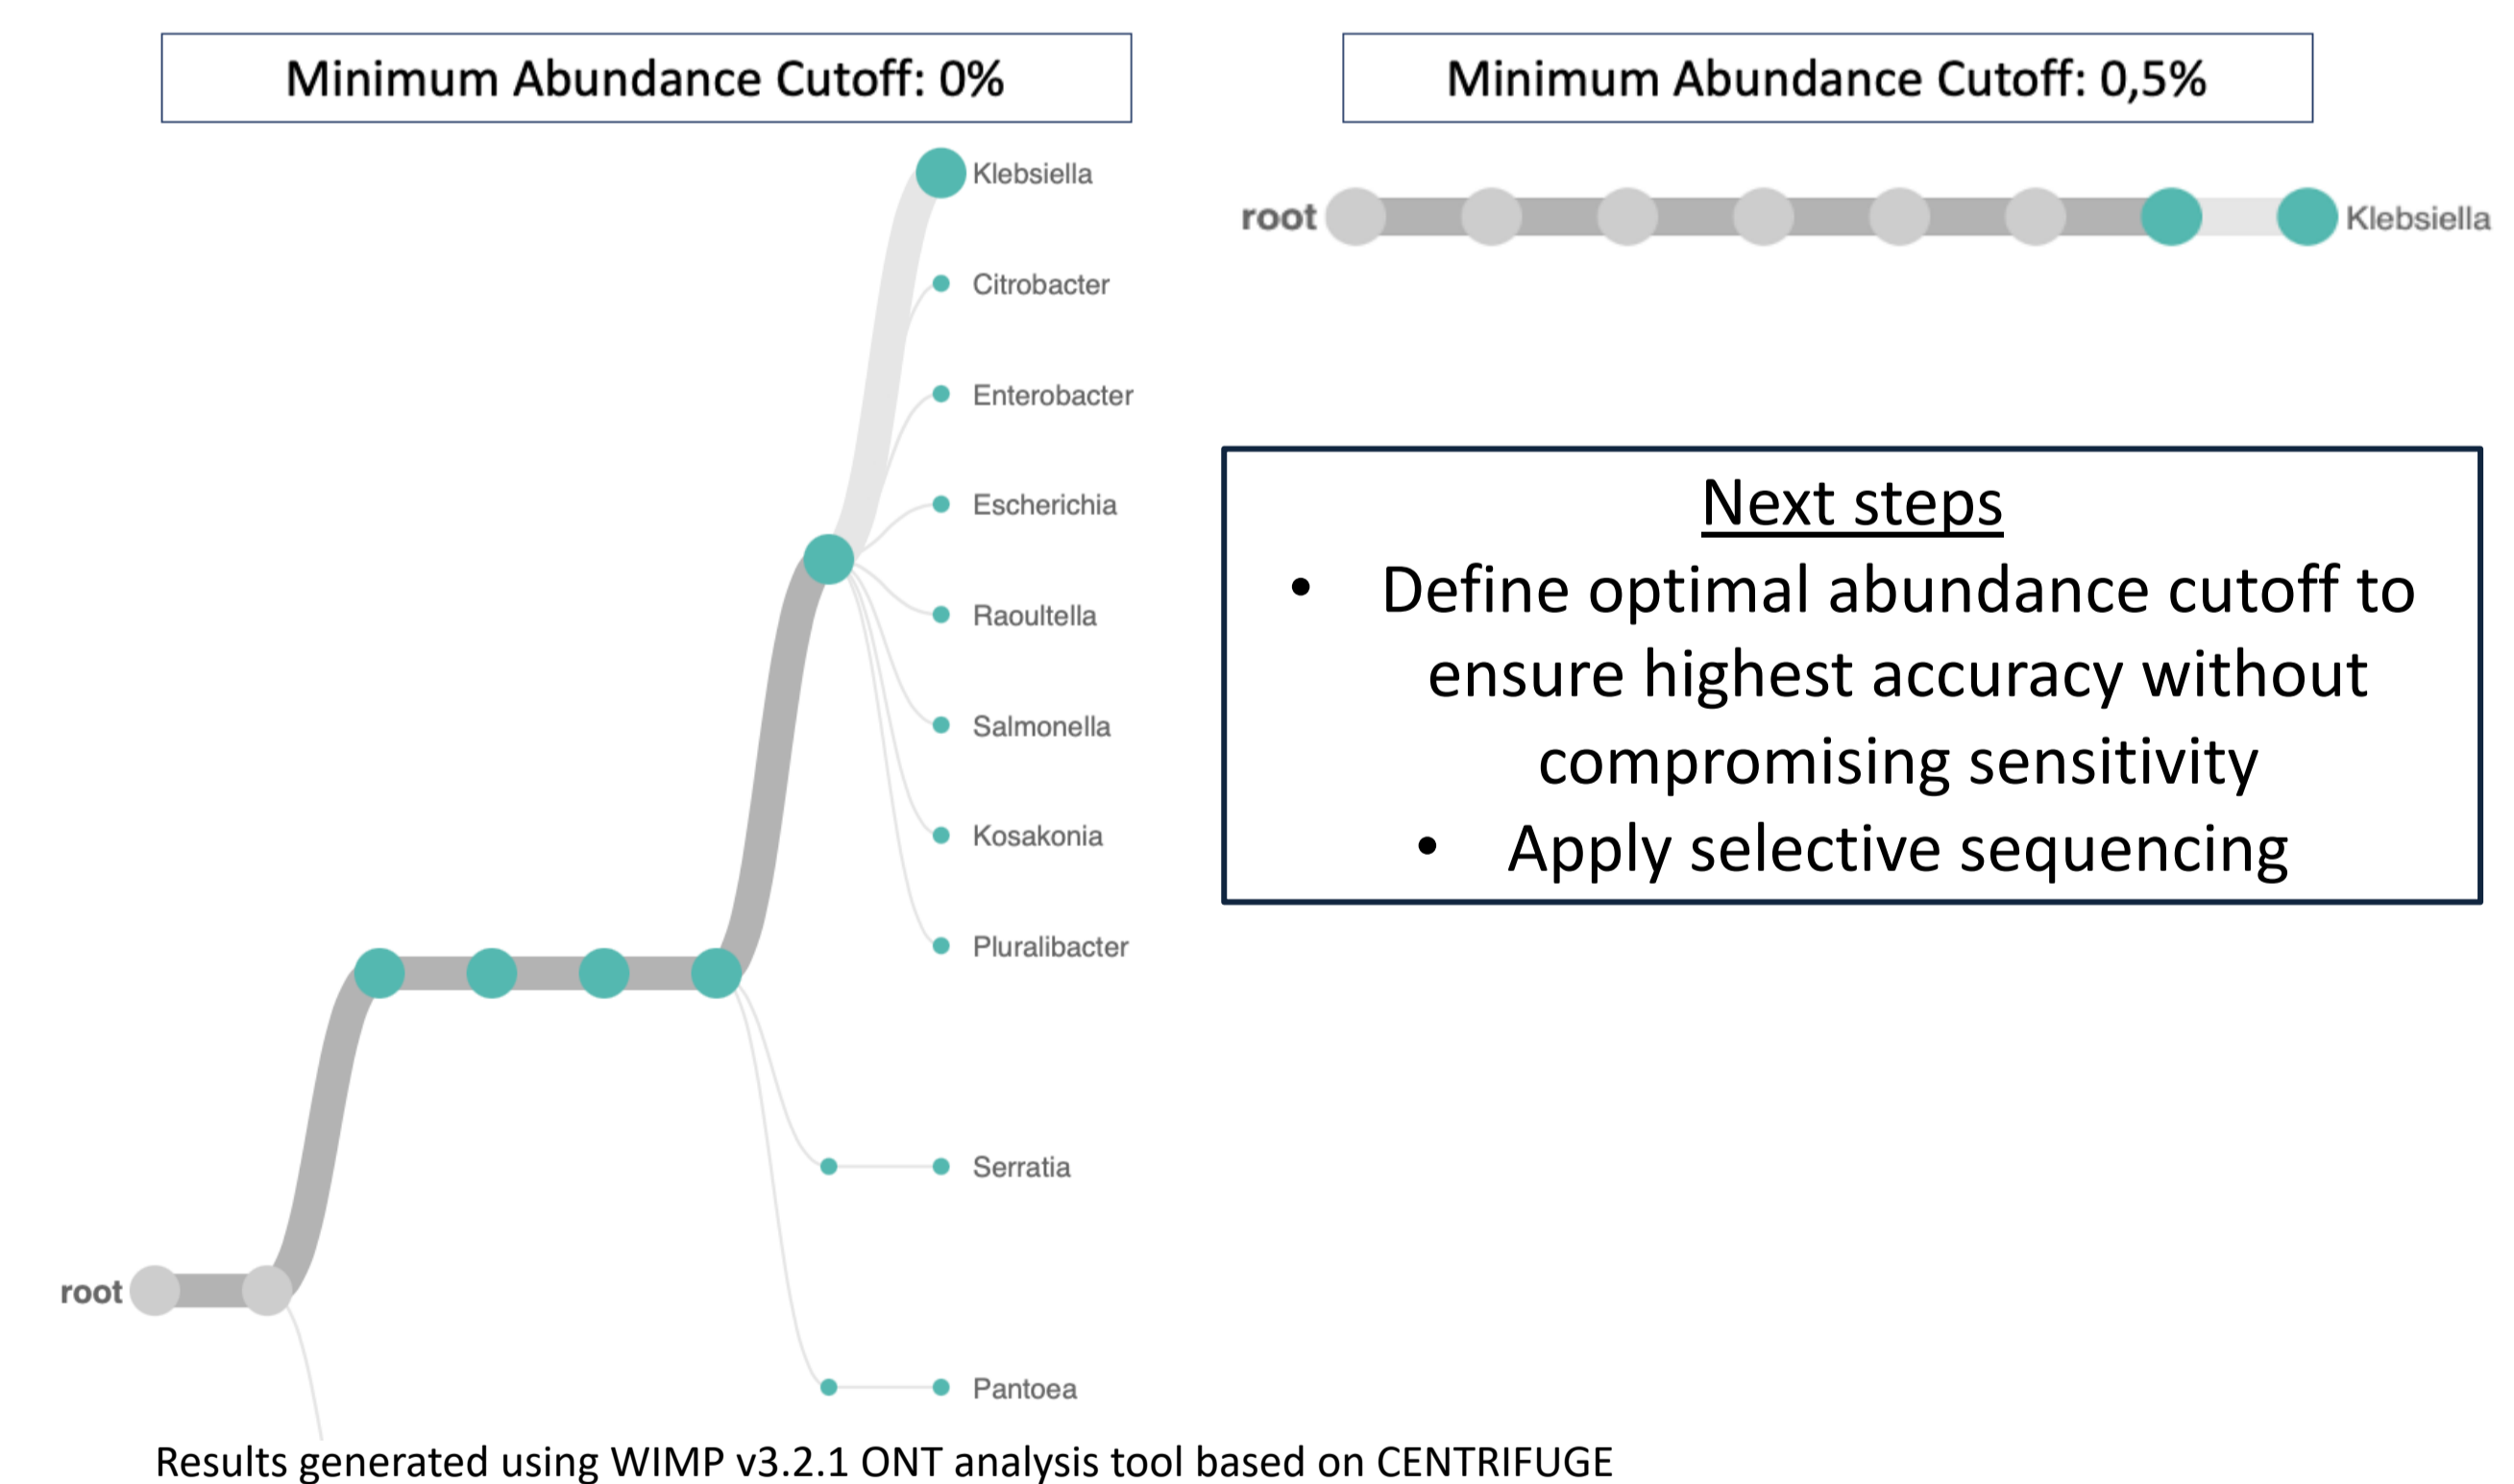 Minimum Abundance Cutoff: 0%
Klebsiella
Citrobacter
Enterobacter
Escherichia
Raoultella
Salmonella
Kosakonia
Pluralibacter
Serratia
root
Pantoea
Minimum Abundance Cutoff: 0,5%
root
Klebsiella
Next steps
• Define optimal abundance cutoff to
ensure highest accuracy without
compromising sensitivity
• Apply selective sequencing
Results generated using WIMP v3.2.1 ONT analysis tool based on CENTRIFUGE